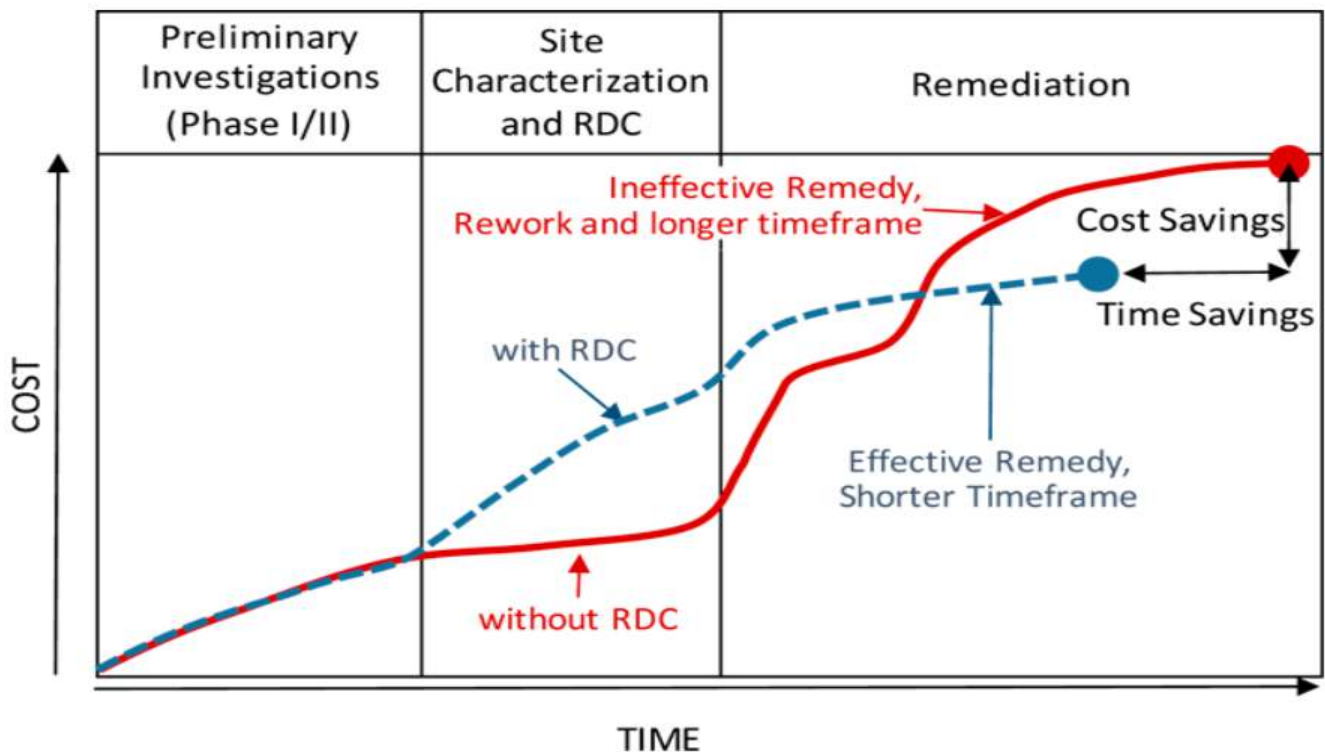 Preliminary
Investigations
(Phase I/II)
Site
Characterization
and RDC
Remediation
Ineffective Remedy,
Rework and longer timeframe
Cost Savings
Time Savings
with RDC
COST
Effective Remedy,
Shorter Timeframe
without RDC
TIME